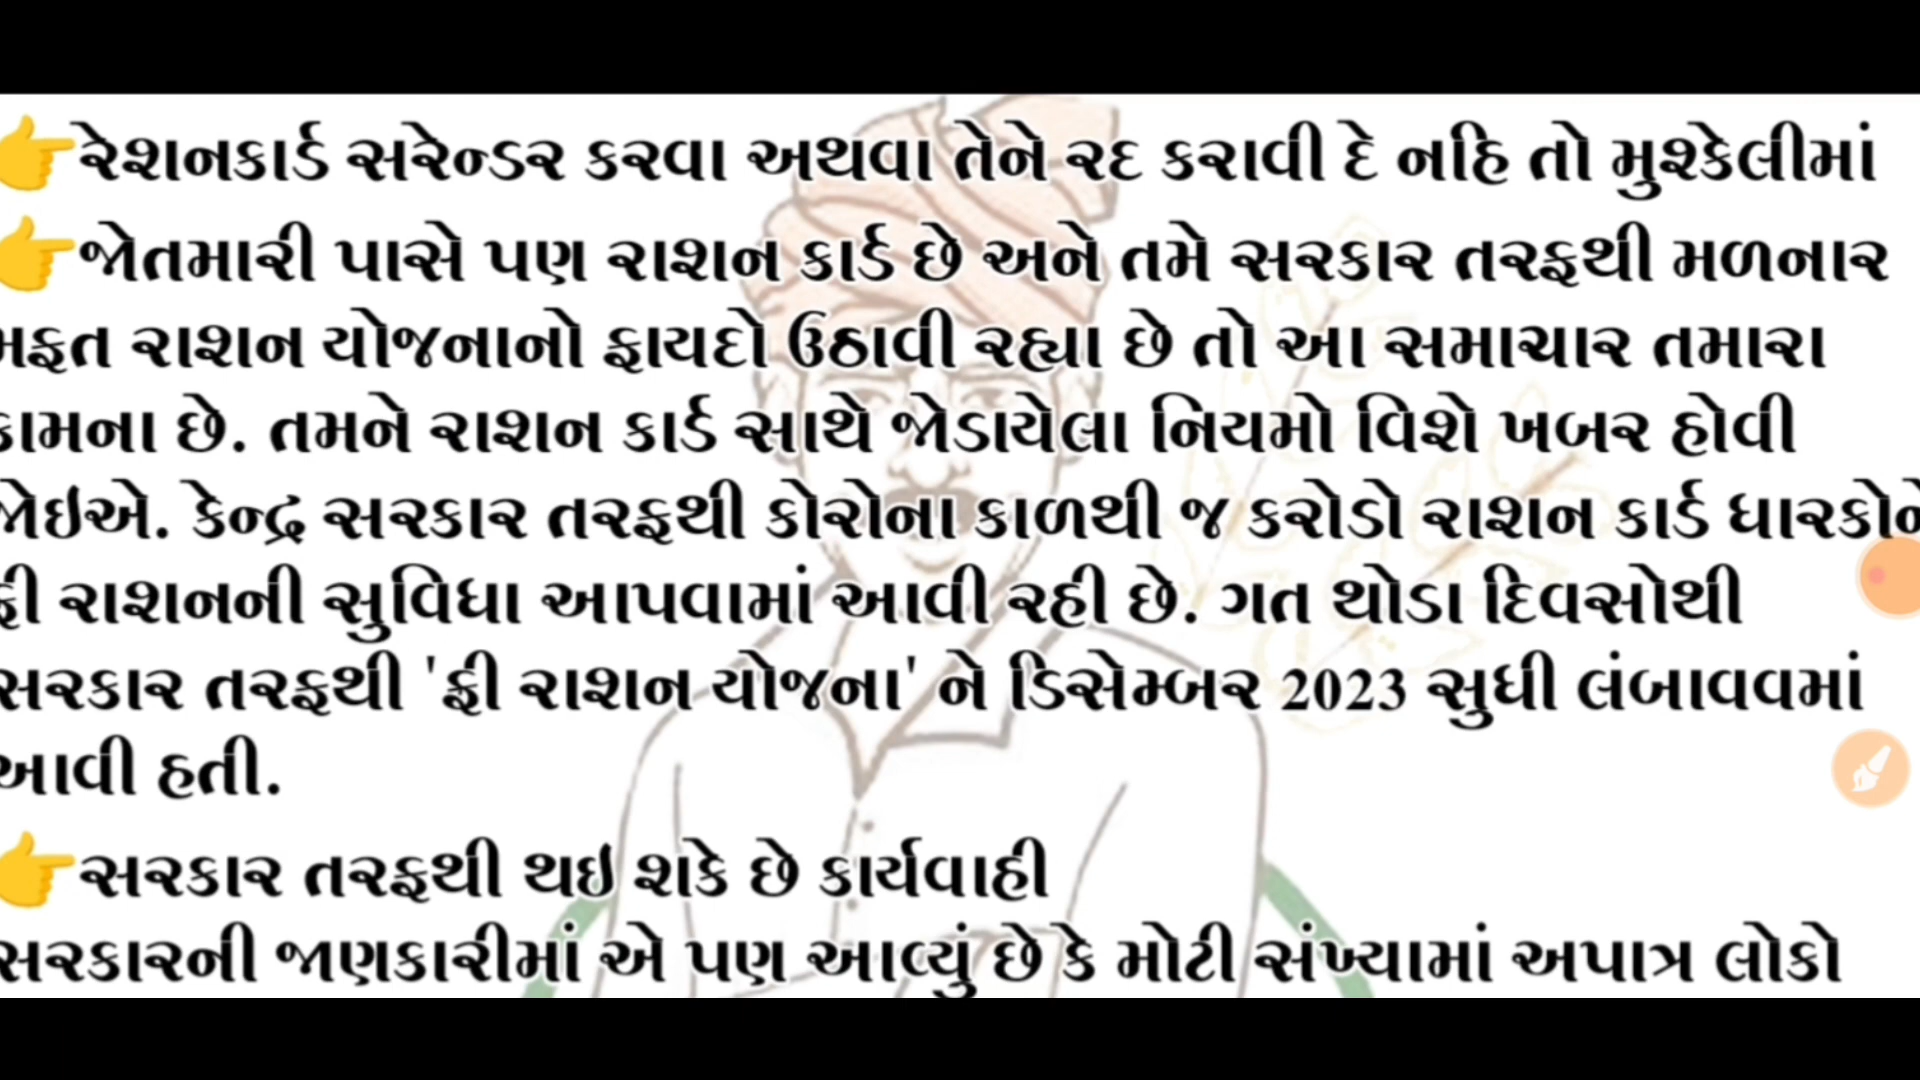 👉રેશનકાર્ડ સરેન્ડર કરવા અથવા તેને રદ કરાવી દે નહિ તો મુશ્કેલીમાં
👉જોતમારી પાસે પણ રાશન કાર્ડ છે અને તમે સરકાર તરફથી મળનાર
મફત રાશન યોજનાનો ફાયદો ઉઠાવી રહ્યા છે તો આ સમાચાર તમારા
કામના છે. તમને રાશન કાર્ડ સાથે જોડાયેલા નિયમો વિશે ખબર હોવી
જોઇએ. કેન્દ્ર સરકાર તરફથી કોરોના કાળથી જ કરોડો રાશન કાર્ડ ધારકોને
ફ્રી રાશનની સુવિધા આપવામાં આવી રહી છે. ગત થોડા દિવસોથી
સરકાર તરફથી 'ફ્રી રાશન યોજના' ને ડિસેમ્બર 2023 સુધી લંબાવવમાં
આવી હતી.
👉સરકાર તરફથી થઇ શકે છે કાર્યવાહી
સરકારની જાણકારીમાં એ પણ આવ્યું છે કે મોટી સંખ્યામાં અપાત્ર લોકો